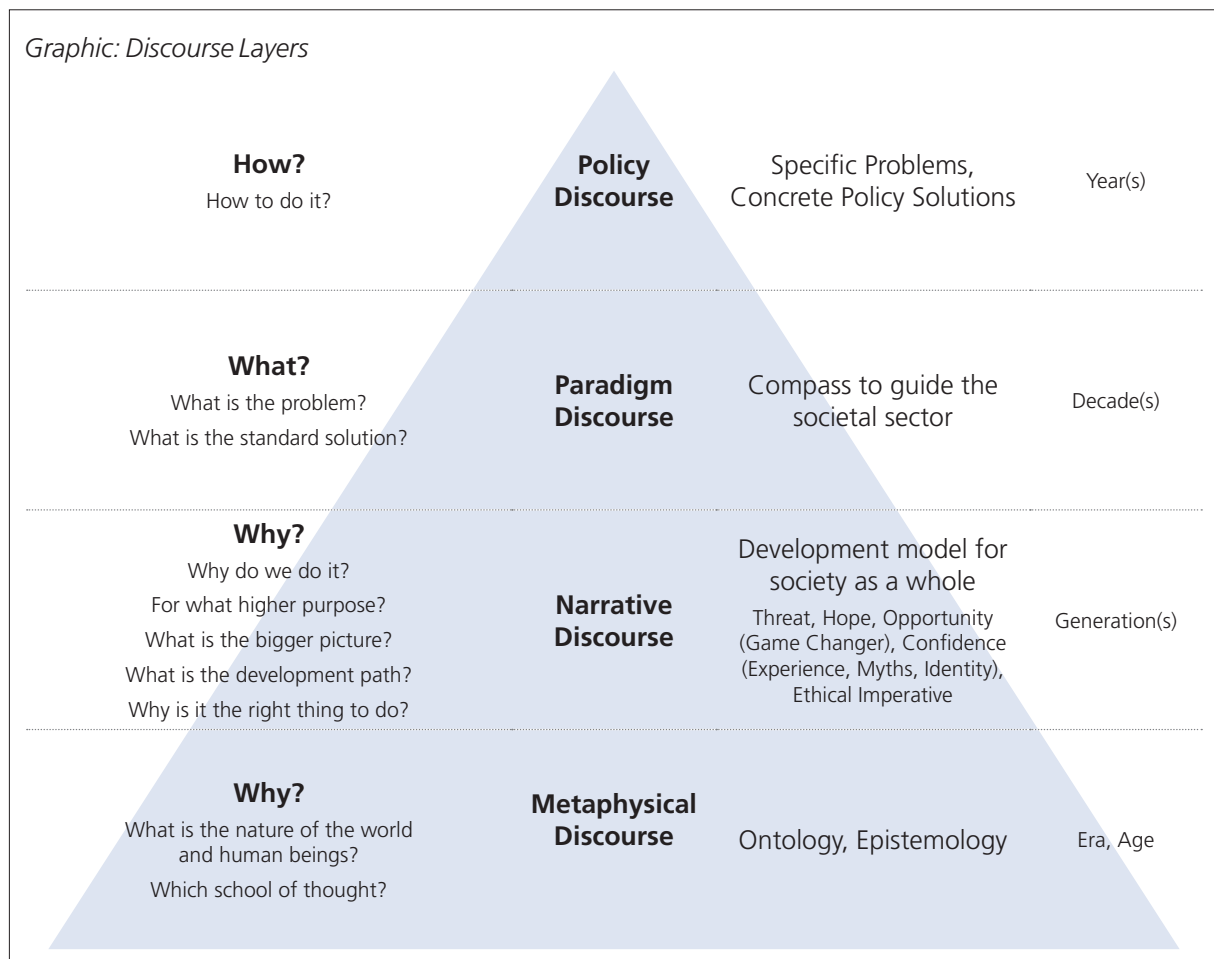 Graphic: Discourse Layers
How?
How to do it?
Policy
Discourse
Specific Problems,
Concrete Policy Solutions
Year(s)
What?
What is the problem?
What is the standard solution?
Paradigm
Discourse
Compass to guide the
societal sector
Decade(s)
Why?
Why do we do it?
For what higher purpose?
What is the bigger picture?
What is the development path?
Why is it the right thing to do?
Narrative
Discourse
Development model for
society as a whole
Threat, Hope, Opportunity
(Game Changer), Confidence
(Experience, Myths, Identity),
Ethical Imperative
Generation(s)
Why?
What is the nature of the world
and human beings?
Which school of thought?
Metaphysical
Discourse
Ontology, Epistemology
Era, Age